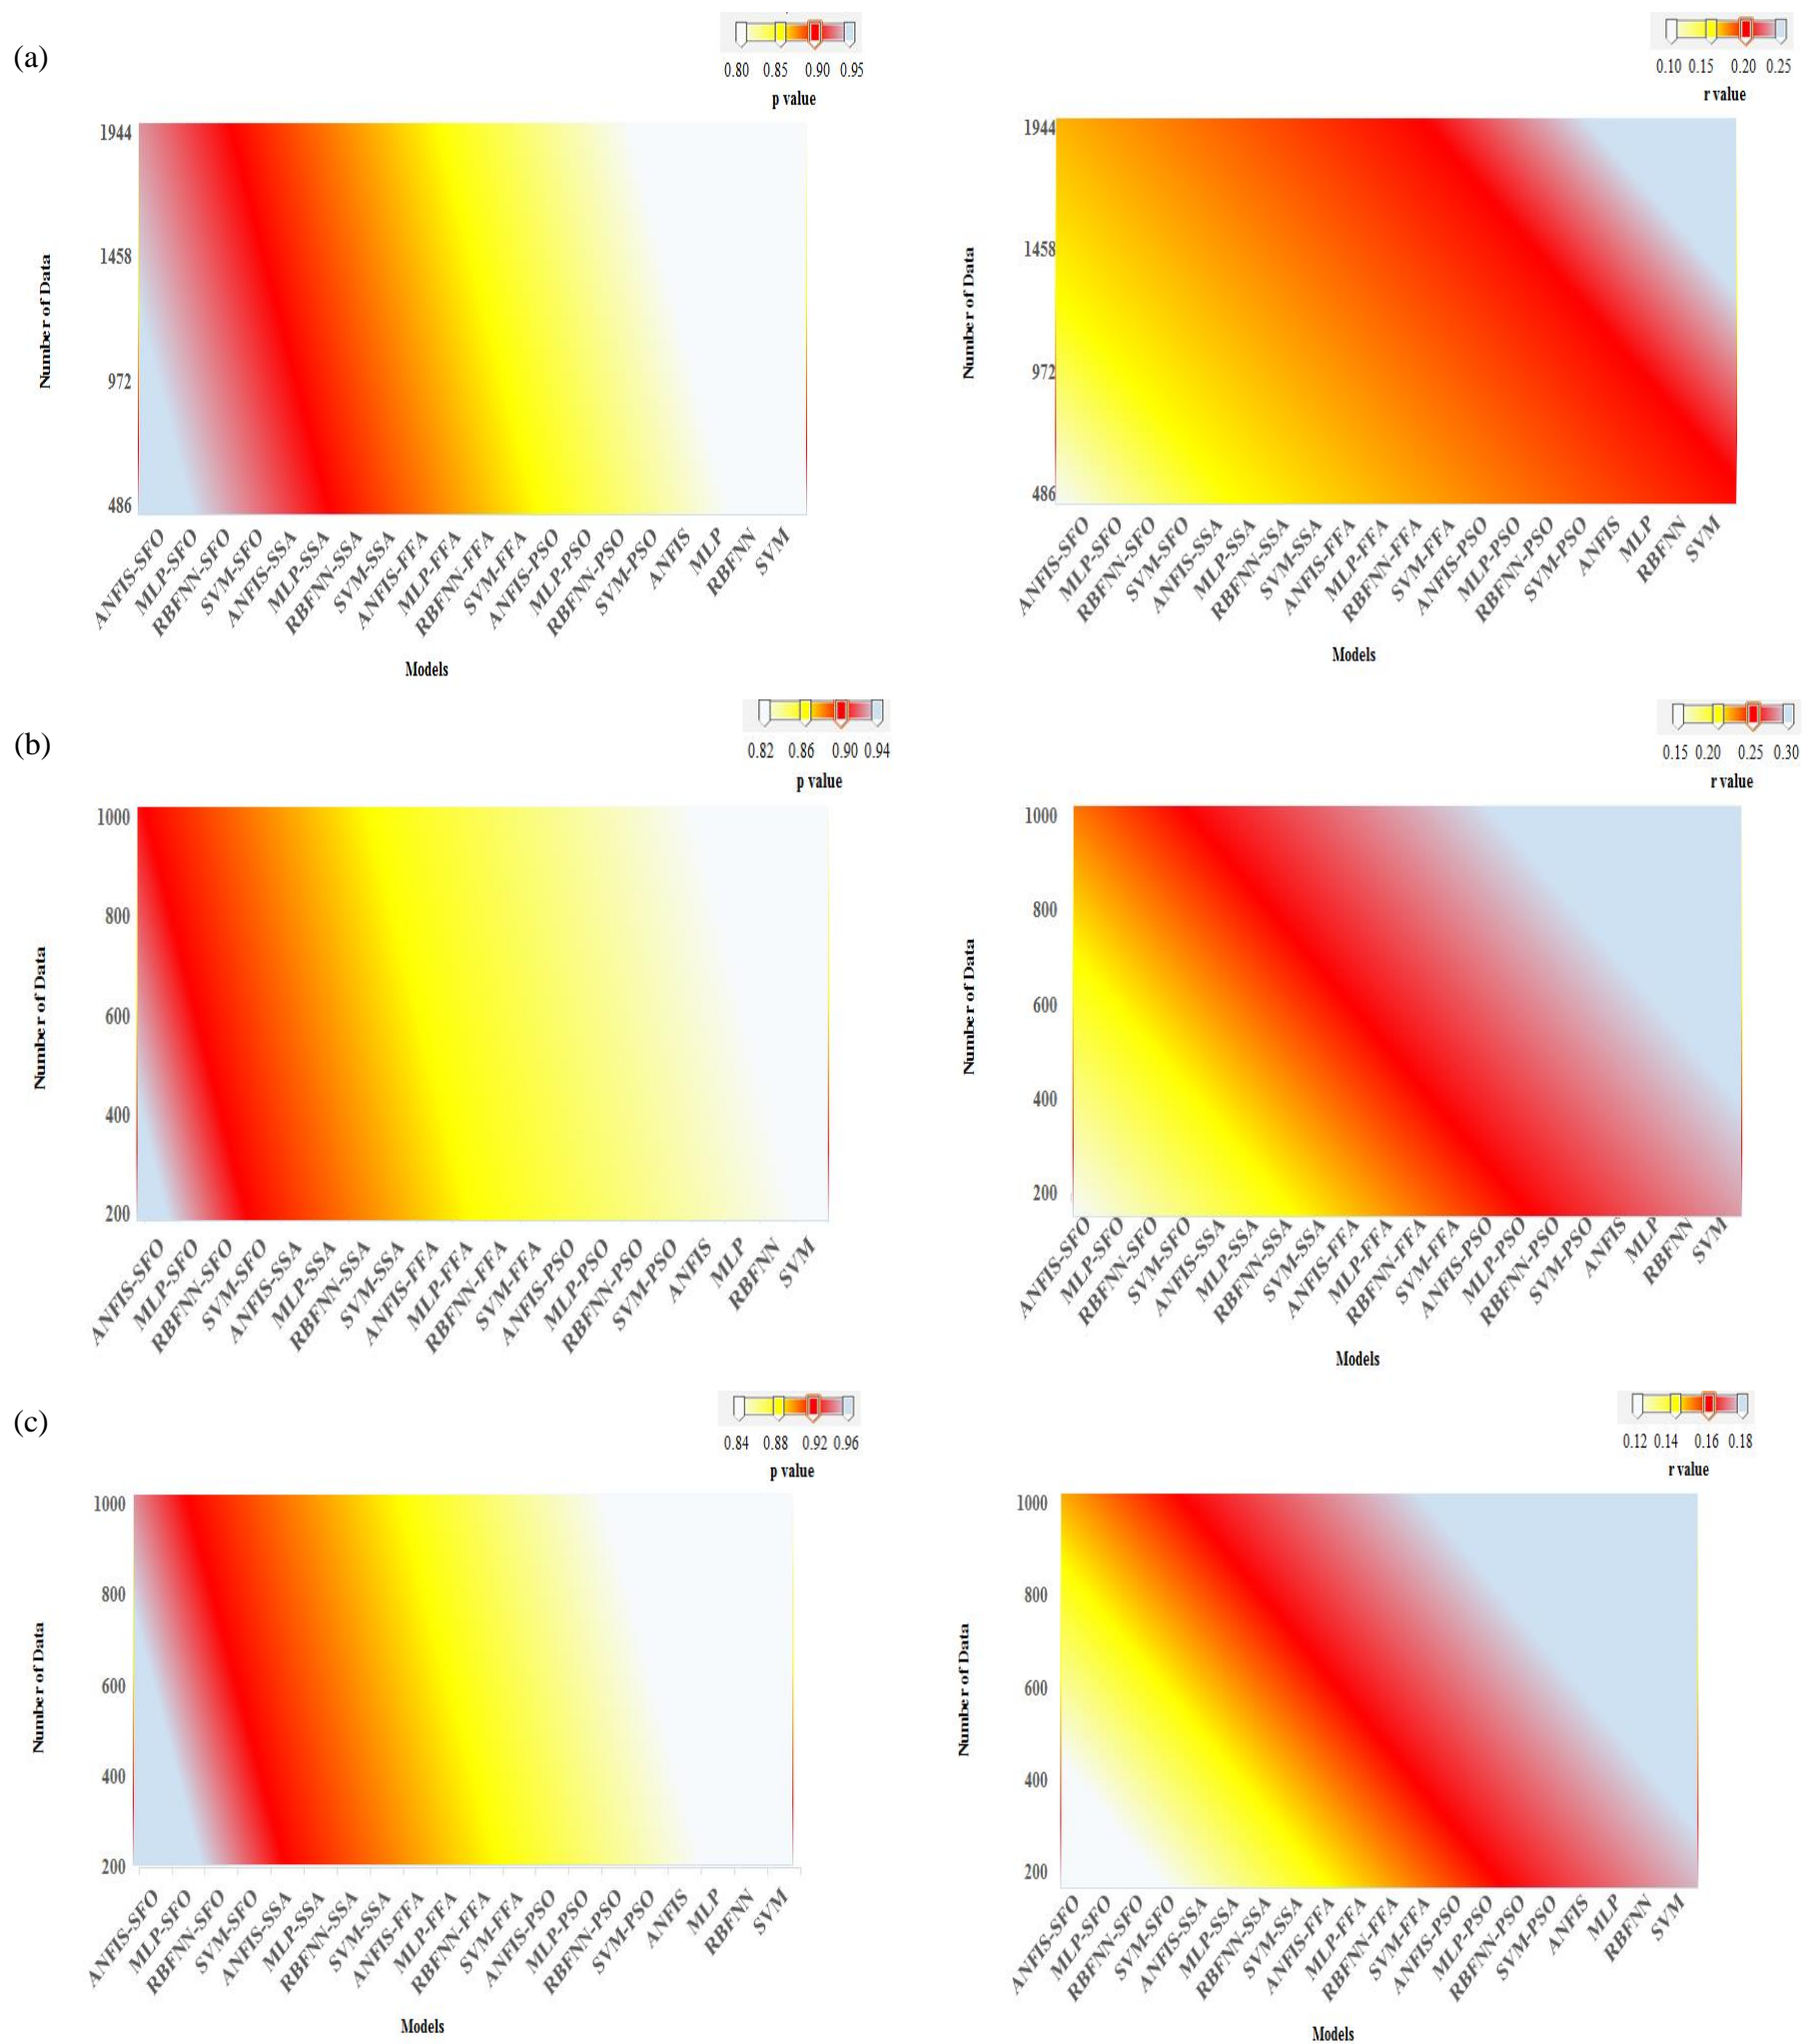 (a)
0.80 0.85 0.90 0.95
p value
0.10 0.15 0.20 0.25
r value
Number of Data
1944
1458
972
486
ANFIS-SFO MLP-SFO RBFNN-SFO SVM-SFO ANFIS-SSA MLP-SSA RBFNN-SSA SVM-SSA ANFIS-FFA MLP-FFA RBFNN-FFA SVM-FFA ANFIS-PSO MLP-PSO RBFNN-PSO SVM-PSO ANFIS MLP RBFNN SVM
Models
Number of Data
1944
1458
972
486
ANFIS-SFO MLP-SFO RBFNN-SFO SVM-SFO ANFIS-SSA MLP-SSA RBFNN-SSA SVM-SSA ANFIS-FFA MLP-FFA RBFNN-FFA SVM-FFA ANFIS-PSO MLP-PSO RBFNN-PSO SVM-PSO ANFIS MLP RBFNN SVM
Models
(b)
0.82 0.86 0.90 0.94
p value
0.15 0.20 0.25 0.30
r value
Number of Data
1000
800
600
400
200
ANFIS-SFO MLP-SFO RBFNN-SFO SVM-SFO ANFIS-SSA MLP-SSA RBFNN-SSA SVM-SSA ANFIS-FFA MLP-FFA RBFNN-FFA SVM-FFA ANFIS-PSO MLP-PSO RBFNN-PSO SVM-PSO ANFIS MLP RBFNN SVM
Number of Data
1000
800
600
400
200
ANFIS-SFO MLP-SFO RBFNN-SFO SVM-SFO ANFIS-SSA MLP-SSA RBFNN-SSA SVM-SSA ANFIS-FFA MLP-FFA RBFNN-FFA SVM-FFA ANFIS-PSO MLP-PSO RBFNN-PSO SVM-PSO ANFIS MLP RBFNN SVM
Models
(c)
0.84 0.88 0.92 0.96
p value
0.12 0.14 0.16 0.18
r value
Number of Data
1000
800
600
400
200
ANFIS-SFO MLP-SFO RBFNN-SFO SVM-SFO ANFIS-SSA MLP-SSA RBFNN-SSA SVM-SSA ANFIS-FFA MLP-FFA RBFNN-FFA SVM-FFA ANFIS-PSO MLP-PSO RBFNN-PSO SVM-PSO ANFIS MLP RBFNN SVM
Models
Number of Data
1000
800
600
400
200
ANFIS-SFO MLP-SFO RBFNN-SFO SVM-SFO ANFIS-SSA MLP-SSA RBFNN-SSA SVM-SSA ANFIS-FFA MLP-FFA RBFNN-FFA SVM-FFA ANFIS-PSO MLP-PSO RBFNN-PSO SVM-PSO ANFIS MLP RBFNN SVM
Models